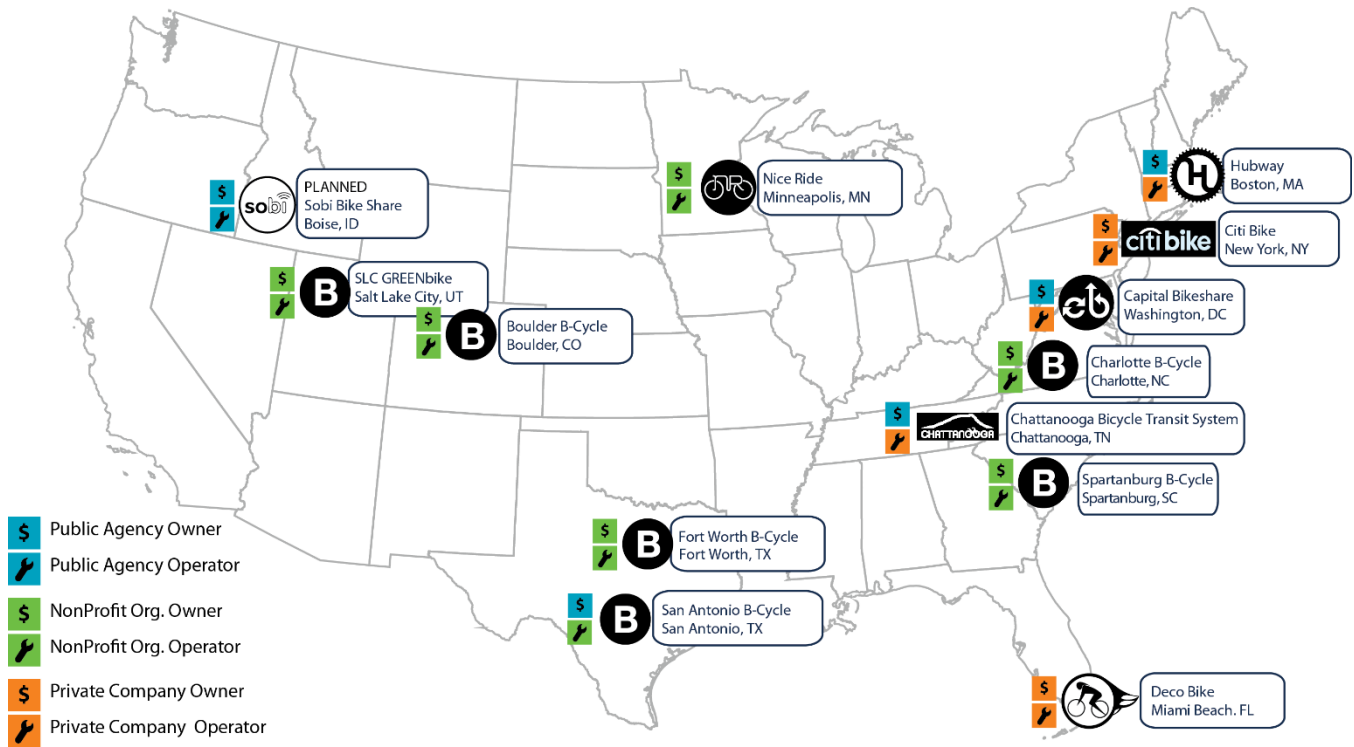 PLANNED
Sobi Bike Share
Boise, ID
sobi
Nice Ride
Minneapolis, MN
NR
Hubway
Boston, MA
H
Citi Bike
New York, NY
citibike
SLC GREENbike
Salt Lake City, UT
B
Boulder B-Cycle
Boulder, CO
B
Capital Bikeshare
Washington, DC
cb
Charlotte B-Cycle
Charlotte, NC
B
Chattanooga Bicycle Transit System
Chattanooga, TN
CHATTANOOGA
Spartanburg B-Cycle
Spartanburg, SC
B
Fort Worth B-Cycle
Fort Worth, TX
B
San Antonio B-Cycle
San Antonio, TX
B
Deco Bike
Miami Beach. FL
$ Public Agency Owner
Public Agency Operator
$ NonProfit Org. Owner
NonProfit Org. Operator
$ Private Company Owner
Private Company Operator